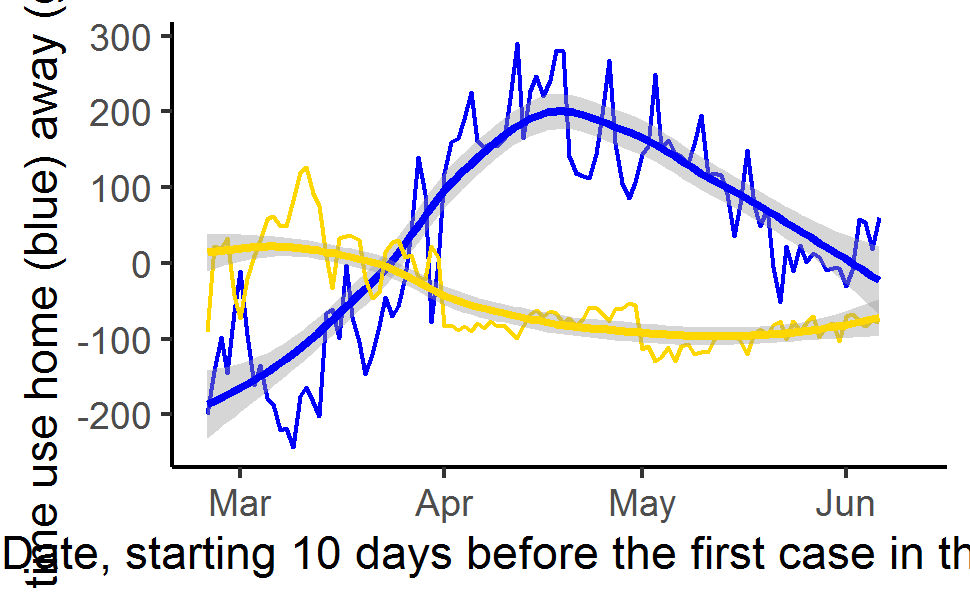 time use home (blue) away (
300
200
100
0
-100
-200
Mar Apr May Jun
Date, starting 10 days before the first case in th